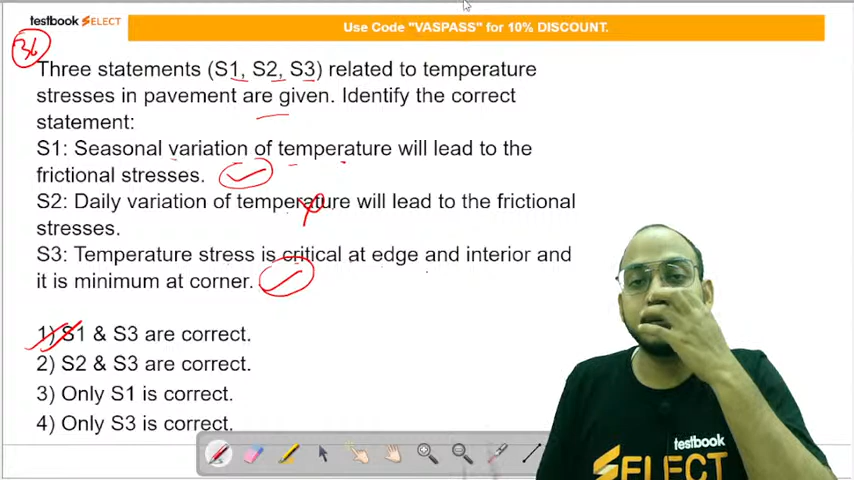 testbook SELECT
Use Code "VASPASS" for 10% DISCOUNT.
36
Three statements (S1, S2, S3) related to temperature
stresses in pavement are given. Identify the correct
statement:
S1: Seasonal variation of temperature will lead to the
frictional stresses.
S2: Daily variation of temperature will lead to the frictional
stresses.
S3: Temperature stress is critical at edge and interior and
it is minimum at corner.
1) S1 & S3 are correct.
2) S2 & S3 are correct.
3) Only S1 is correct.
4) Only S3 is correct.
testbook
SELECT